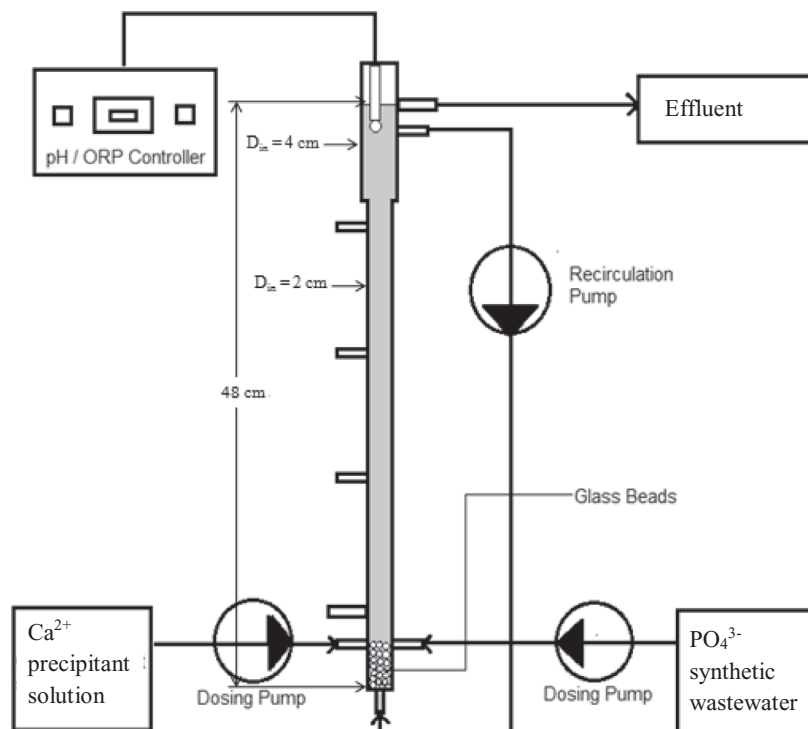 pH / ORP Controller
Effluent
D_in = 4 cm
Recirculation
Pump
D_in = 2 cm
48 cm
Glass Beads
Ca²⁺
precipitant
solution
Dosing Pump
PO₄³⁻
synthetic
wastewater
Dosing Pump